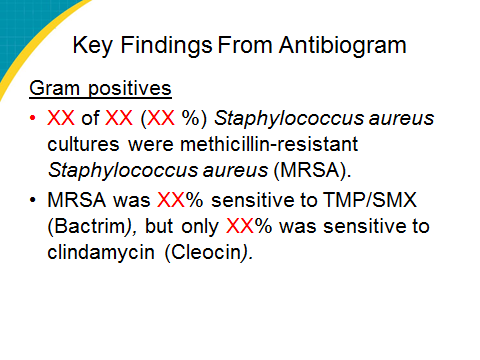 Key Findings From Antibiogram
Gram positives
• XX of XX (XX %) Staphylococcus aureus
cultures were methicillin-resistant
Staphylococcus aureus (MRSA).
• MRSA was XX% sensitive to TMP/SMX
(Bactrim), but only XX% was sensitive to
clindamycin (Cleocin).